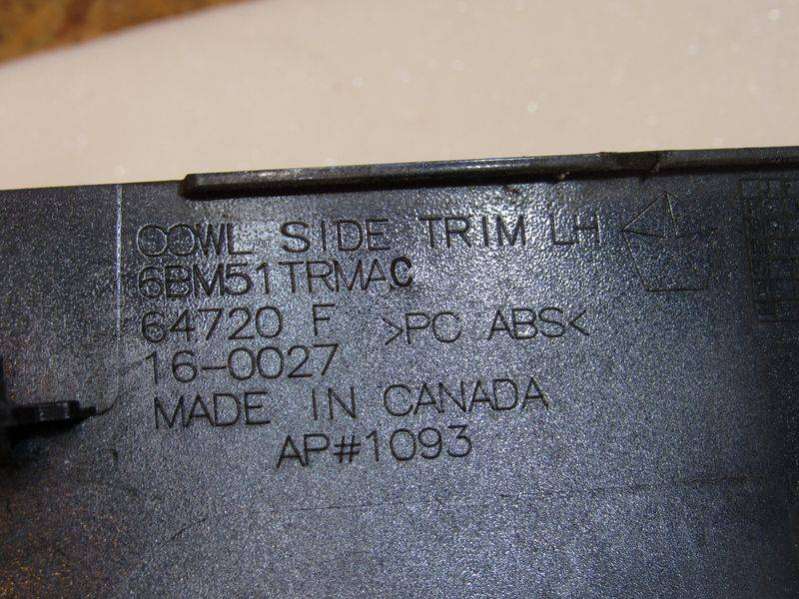 COWL SIDE TRIM LH
6BM51TRMAC
64720 F >PC ABS<
16-0027
MADE IN CANADA
AP#1093